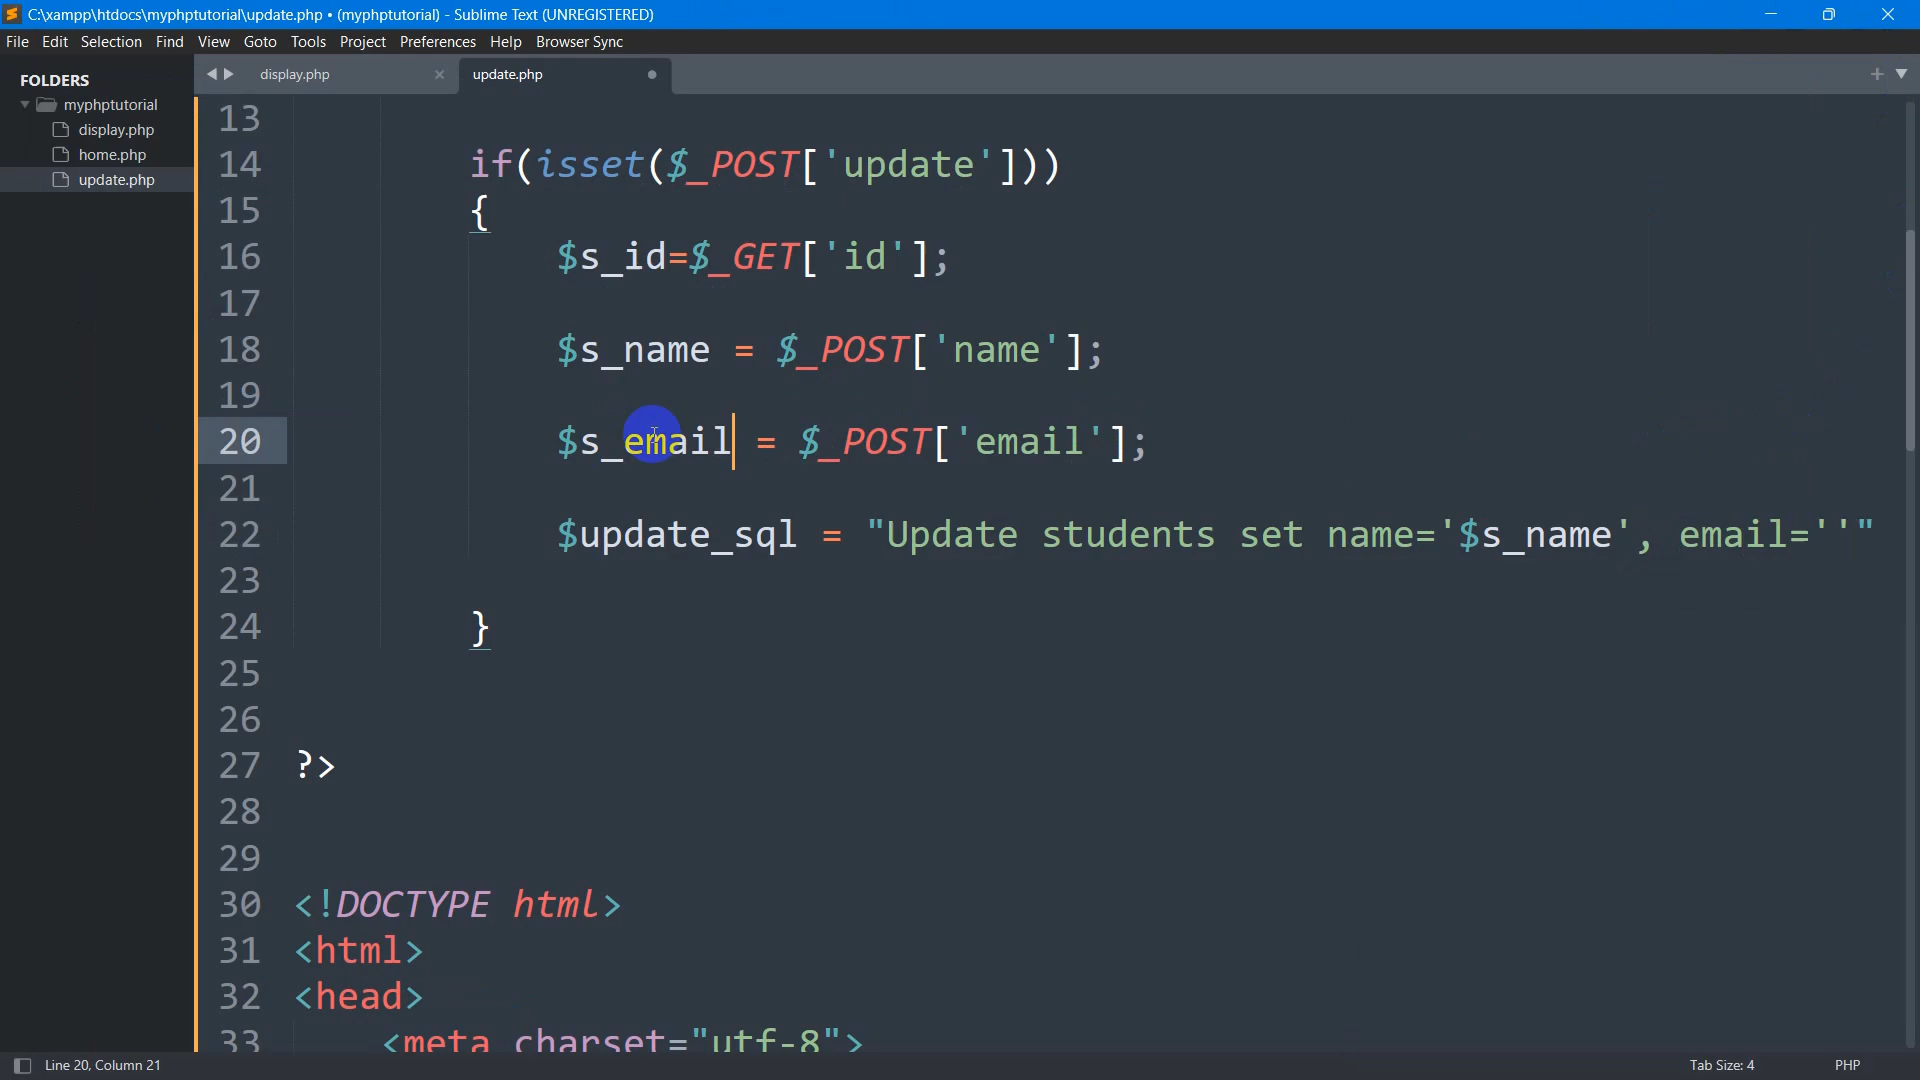 C:\xampp\htdocs\myphptutorial\update.php • (myphptutorial) - Sublime Text (UNREGISTERED)
File Edit Selection Find View Goto Tools Project Preferences Help Browser Sync
FOLDERS
myphptutorial
display.php
home.php
update.php
display.php × update.php
13
14 if(isset($_POST['update']))
15 {
16 $s_id=$_GET['id'];
17
18 $s_name = $_POST['name'];
19
20 $s_email = $_POST['email'];
21
22 $update_sql = "Update students set name='$s_name', email=''"
23
24 }
25
26
27 ?>
28
29
30 <!DOCTYPE html>
31 <html>
32 <head>
33 <meta charset="utf-8">
Line 20, Column 21 Tab Size: 4 PHP